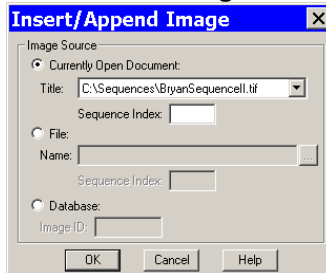 Insert/Append Image
Image Source
Currently Open Document:
Title: C:\Sequences\BryanSequenceII.tif
Sequence Index:
File:
Name: ...
Sequence Index:
Database:
Image ID:
OK Cancel Help